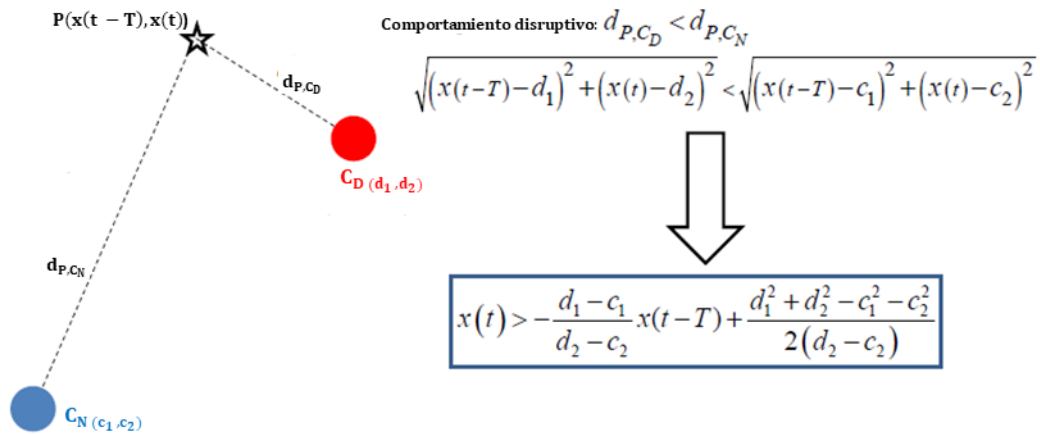 P(x(t − T), x(t))
d_{P,C_D}
C_D (d_1 ,d_2)
d_{P,C_N}
C_N (c_1 ,c_2)
Comportamiento disruptivo: d_{P,C_D} < d_{P,C_N}
√((x(t−T)−d_1)^2+(x(t)−d_2)^2) < √((x(t−T)−c_1)^2+(x(t)−c_2)^2)
x(t) > −\frac{d_1−c_1}{d_2−c_2}x(t−T)+\frac{d_1^2+d_2^2−c_1^2−c_2^2}{2(d_2−c_2)}